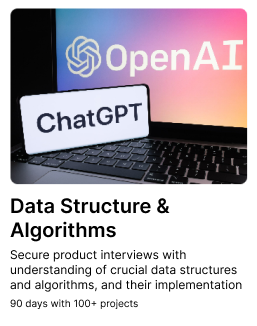 OpenAI
ChatGPT
Data Structure &
Algorithms
Secure product interviews with
understanding of crucial data structures
and algorithms, and their implementation
90 days with 100+ projects